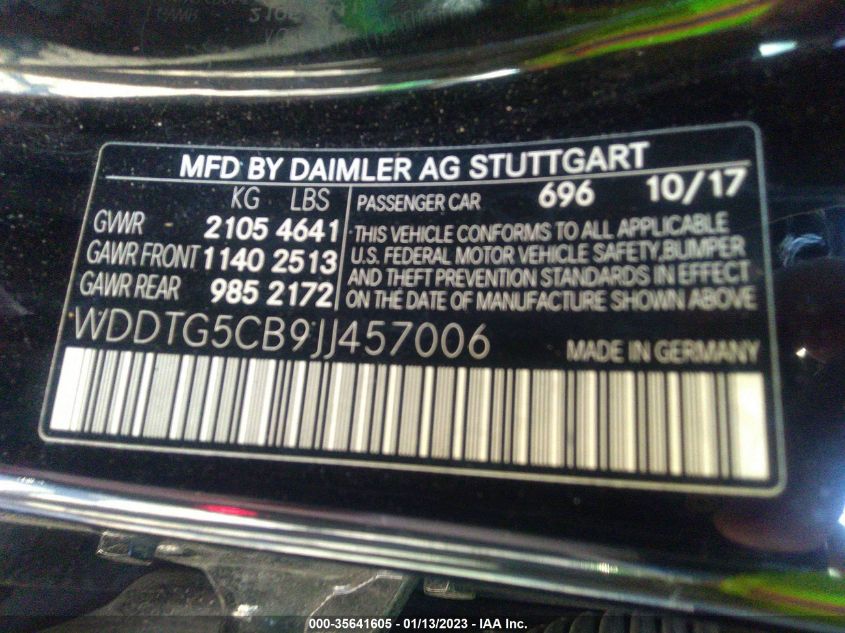 MFD BY DAIMLER AG STUTTGART
KG LBS
GVWR 2105 4641
GAWR FRONT 1140 2513
GAWR REAR 985 2172
PASSENGER CAR 696 10/17
THIS VEHICLE CONFORMS TO ALL APPLICABLE
U.S. FEDERAL MOTOR VEHICLE SAFETY,BUMPER
AND THEFT PREVENTION STANDARDS IN EFFECT
ON THE DATE OF MANUFACTURE SHOWN ABOVE
WDDTG5CB9JJ457006
MADE IN GERMANY
000-35641605 — 01/13/2023 — IAA Inc.